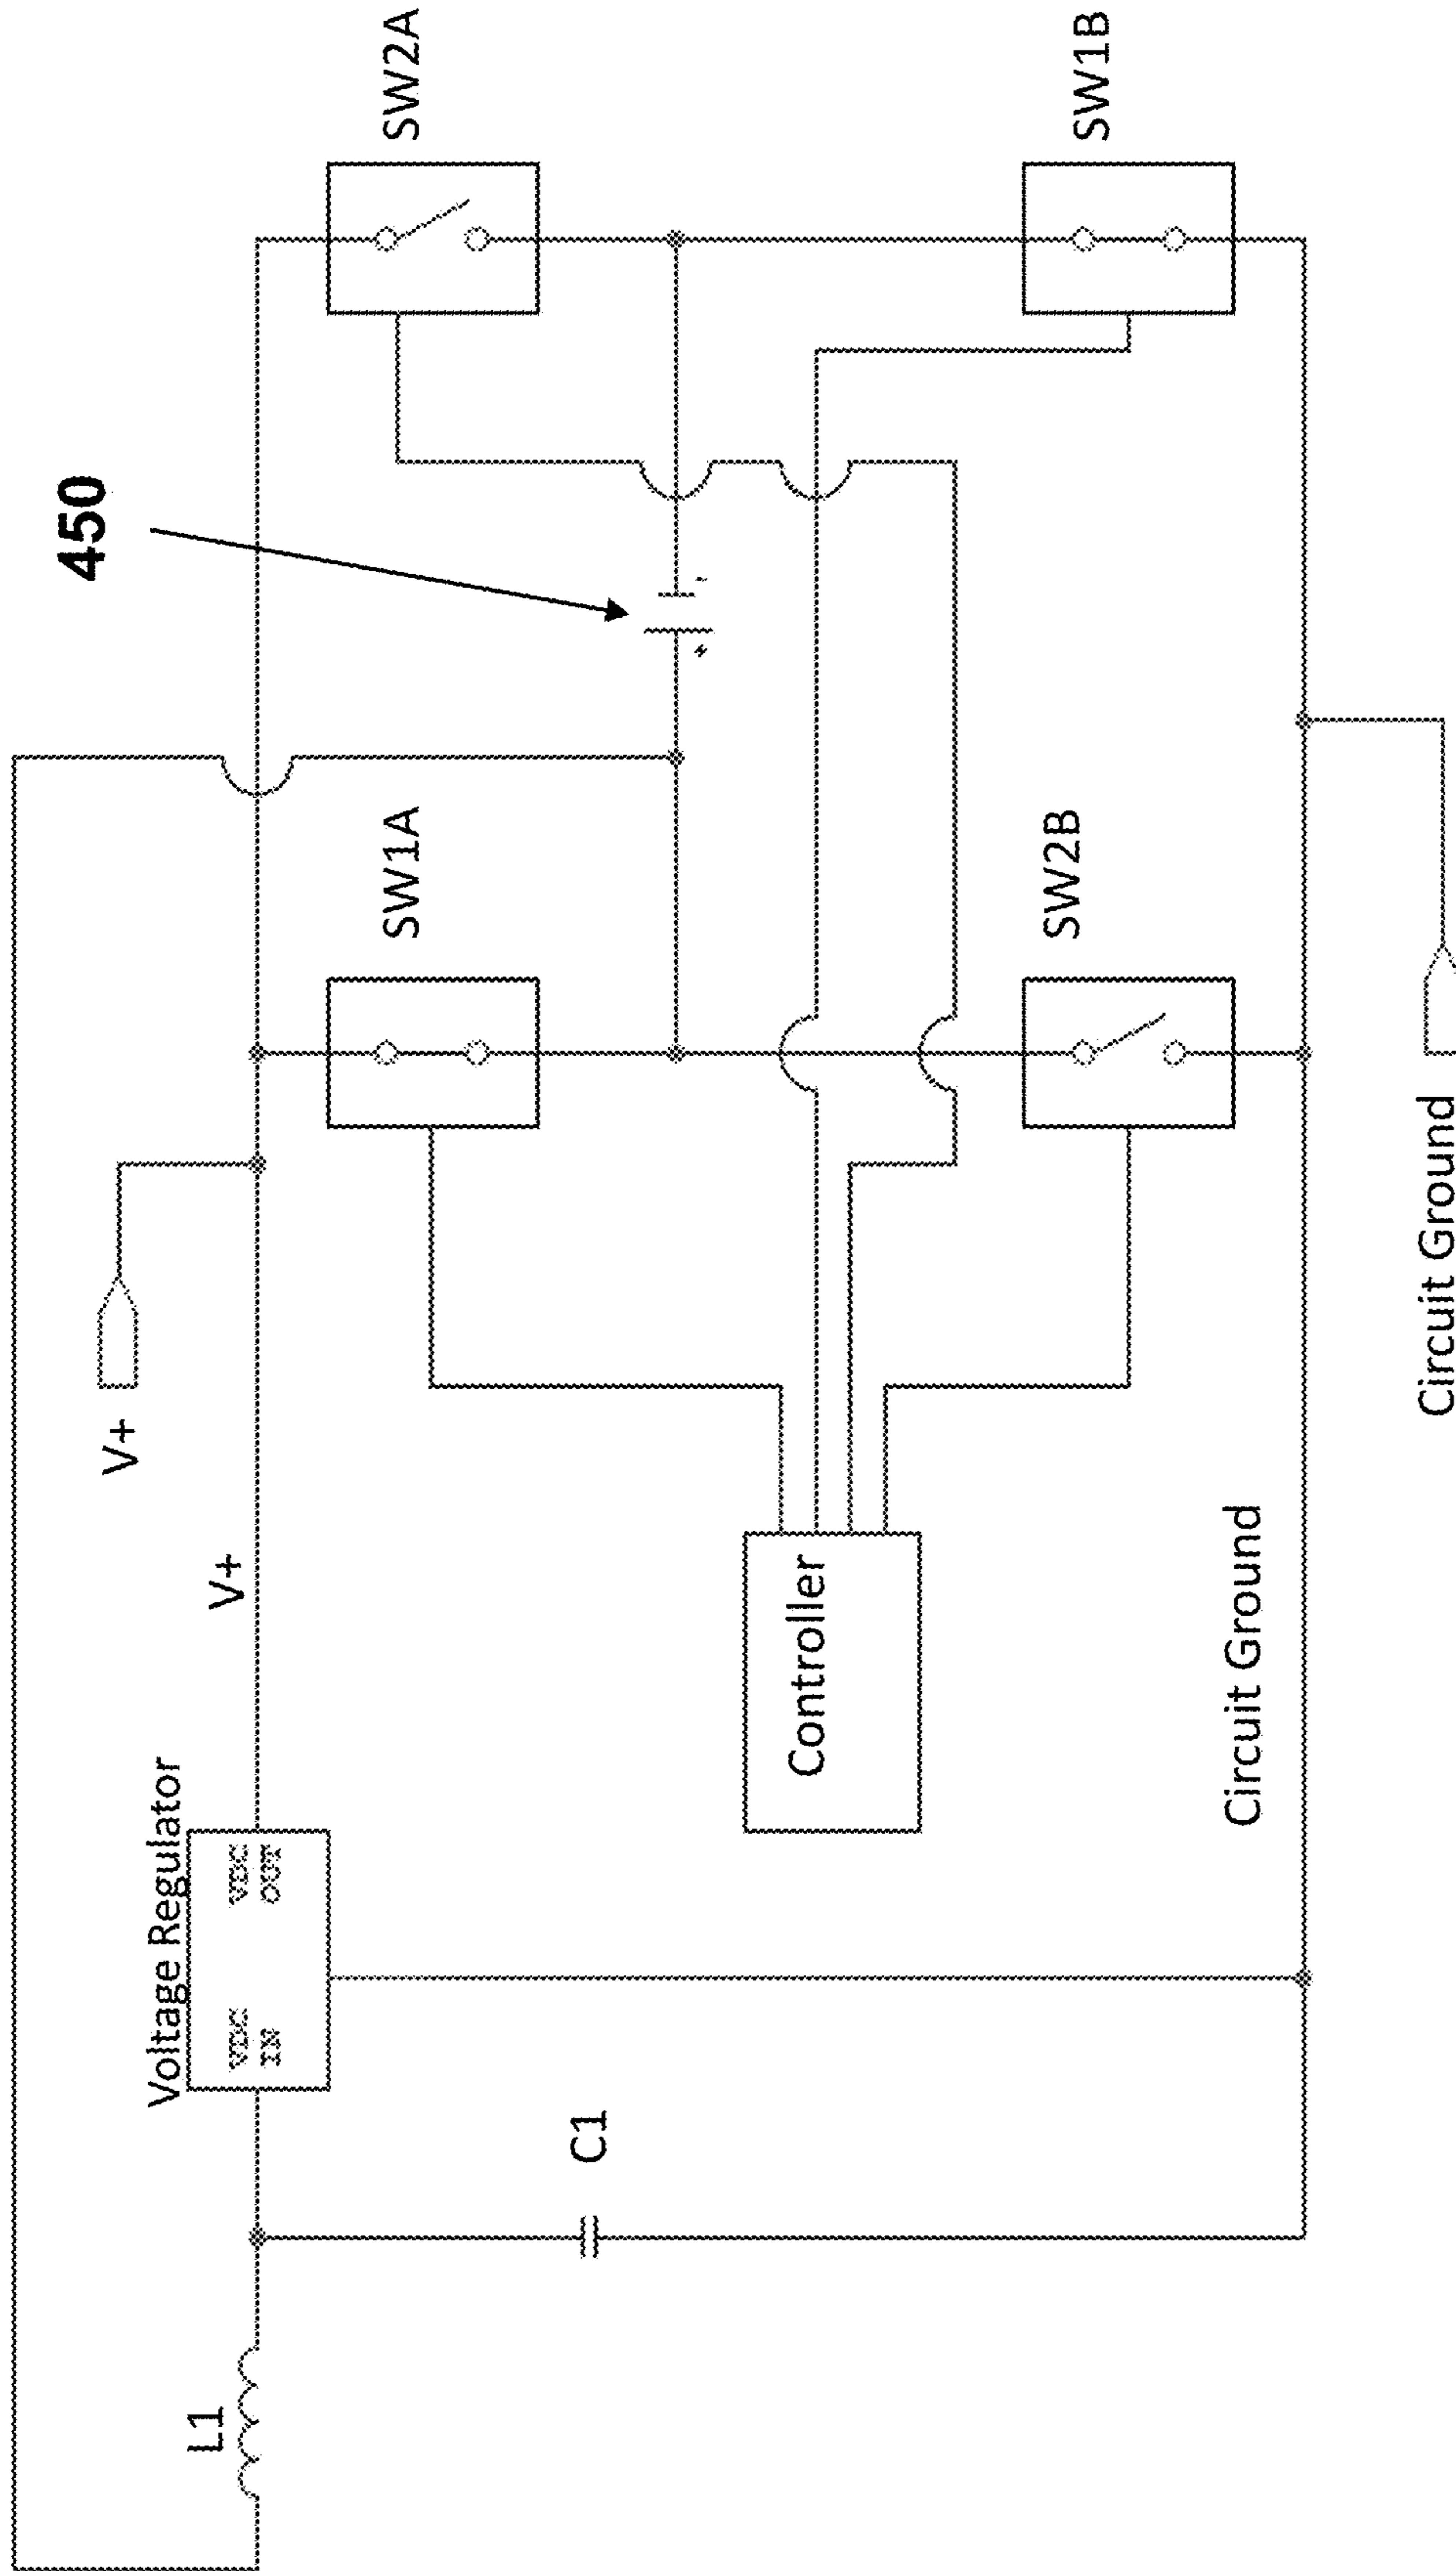 450
SW2A
SW1B
SW1A
SW2B
V+
V+
Voltage Regulator
VDC
IN
VDC
OUT
Controller
Circuit Ground
Circuit Ground
L1
C1
+
-